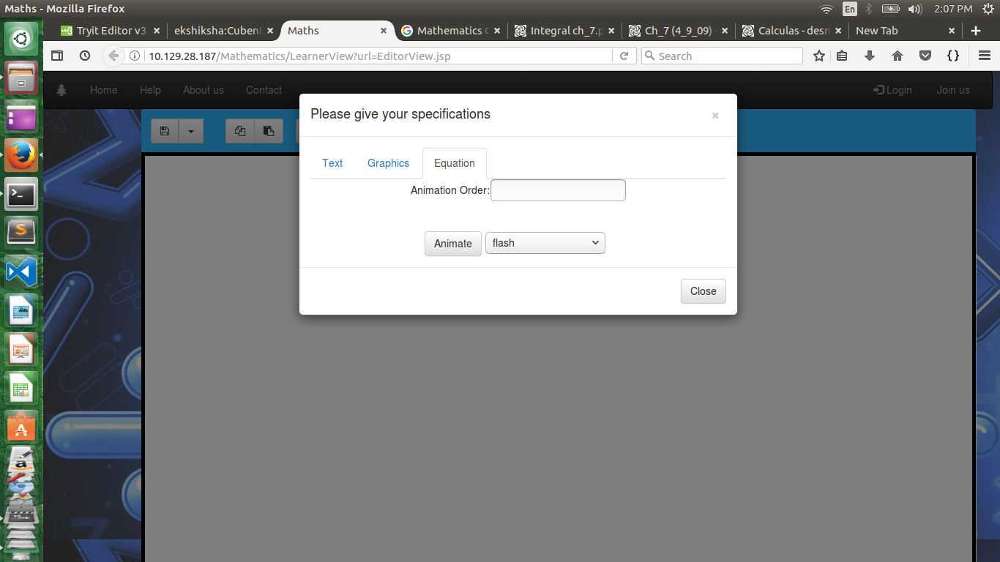 Maths - Mozilla Firefox
En
2:07 PM
Tryit Editor v3.
ekshiksha:Cuben
Maths
Mathematics
Integral ch_7.p
Ch_7 (4_9_09) -
Calculas - desm
New Tab
10.129.28.187/Mathematics/LearnerView?url=EditorView.jsp
Search
Home
Help
About us
Contact
Login
Join us
Please give your specifications
Text
Graphics
Equation
Animation Order:
Animate
flash
Close